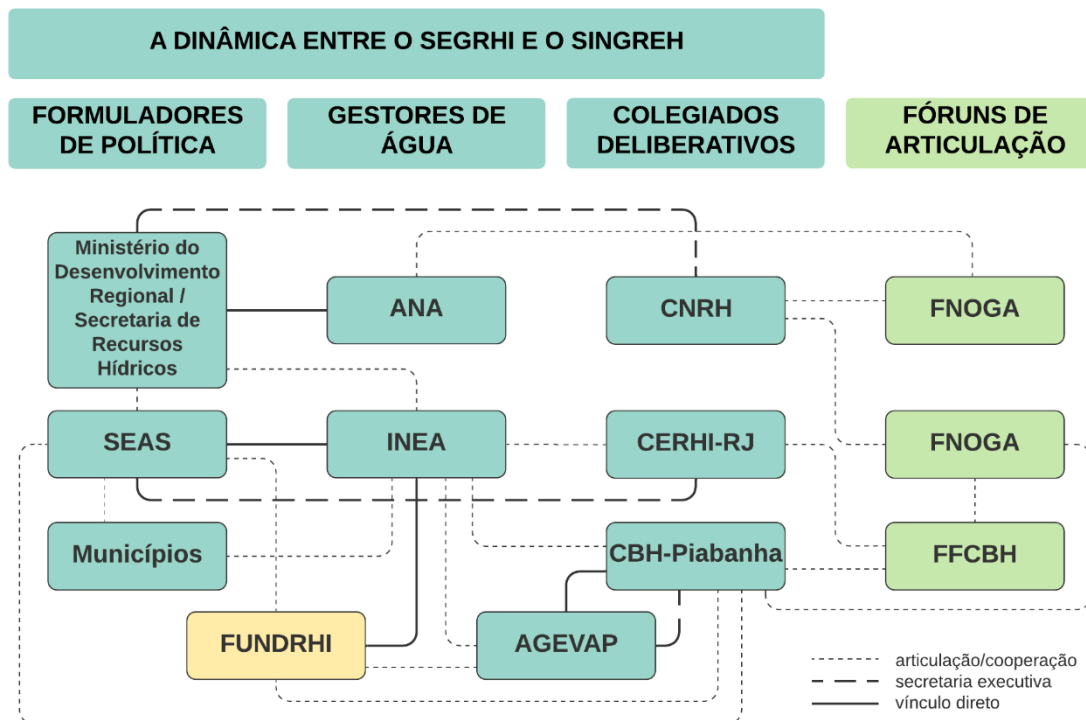 A DINÂMICA ENTRE O SEGRHI E O SINGREH
FORMULADORES
DE POLÍTICA
GESTORES DE
ÁGUA
COLEGIADOS
DELIBERATIVOS
FÓRUNS DE
ARTICULAÇÃO
Ministério do
Desenvolvimento
Regional /
Secretaria de
Recursos
Hídricos
ANA
CNRH
FNOGA
SEAS
INEA
CERHI-RJ
FNOGA
Municípios
CBH-Piabanha
FFCBH
FUNDRHI
AGEVAP
articulação/cooperação
secretaria executiva
vínculo direto